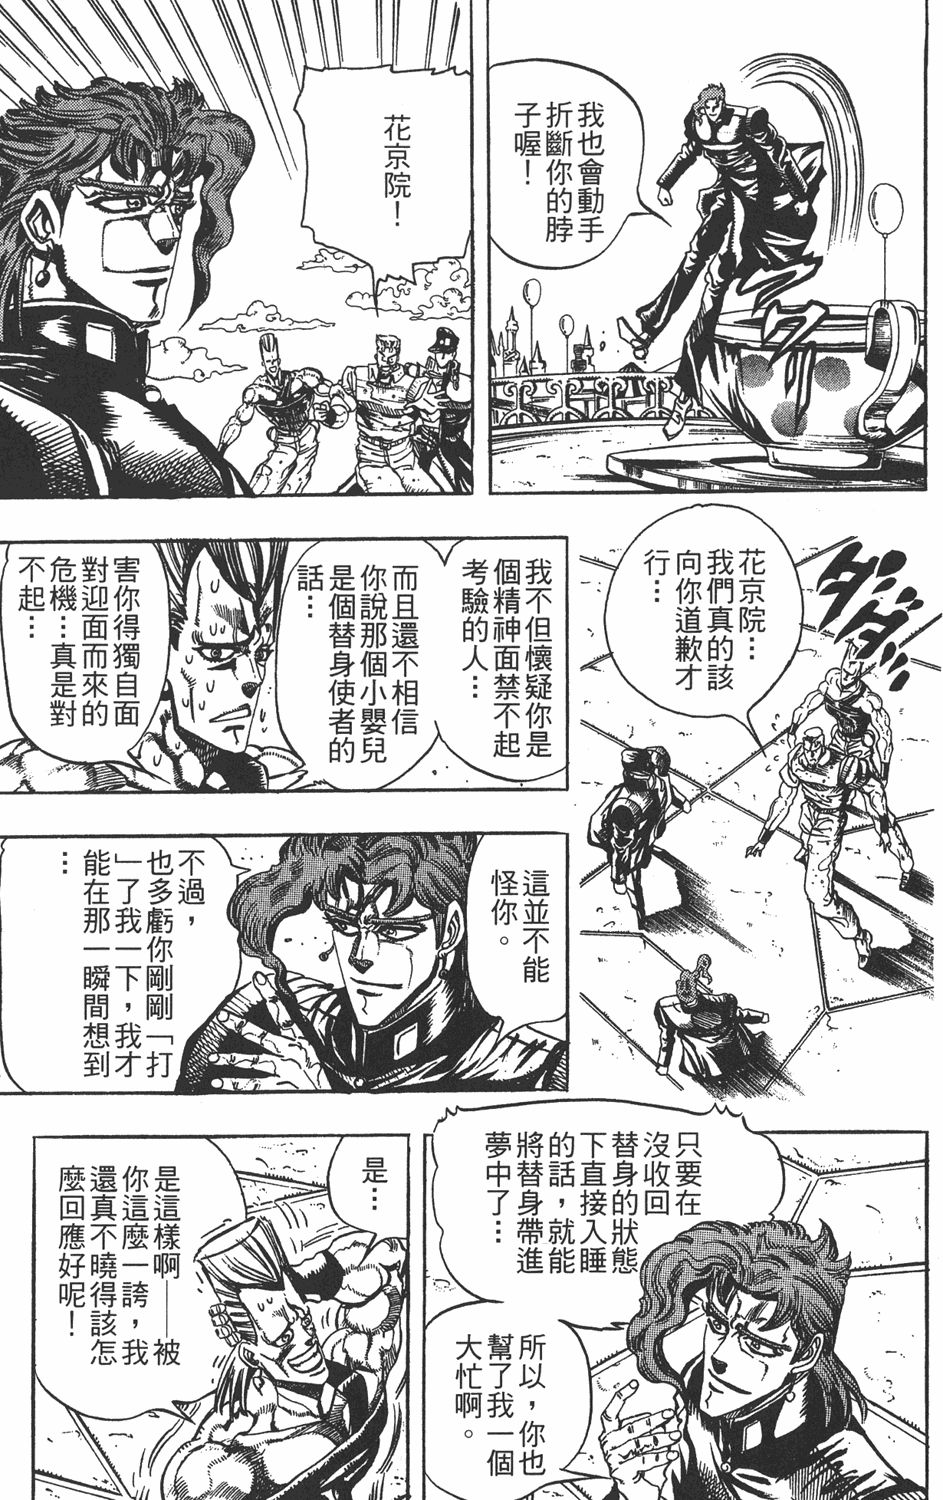 我也會動手
折斷你的脖
子喔！
花京院！
花京院…
我們真的該
向你道歉才
行…
我不但懷疑你是
個精神面禁不起
考驗的人…
而且還不相信
你說那個小嬰兒
是個替身使者的
話…
害你得獨自面
對迎面而來的
危機…真是對
不起…
這並不能
怪你。
不過，
也多虧你剛剛「打
」了我一下，我才
能在那一瞬間想到
…
只要在
沒收回
替身的狀態
下直接入睡
的話，就能
將替身帶進
夢中了…
所以，你也
幫了我一個
大忙啊。
是…
是這樣啊──被
你這麼一誇，我
還真不曉得該怎
麼回應好呢！